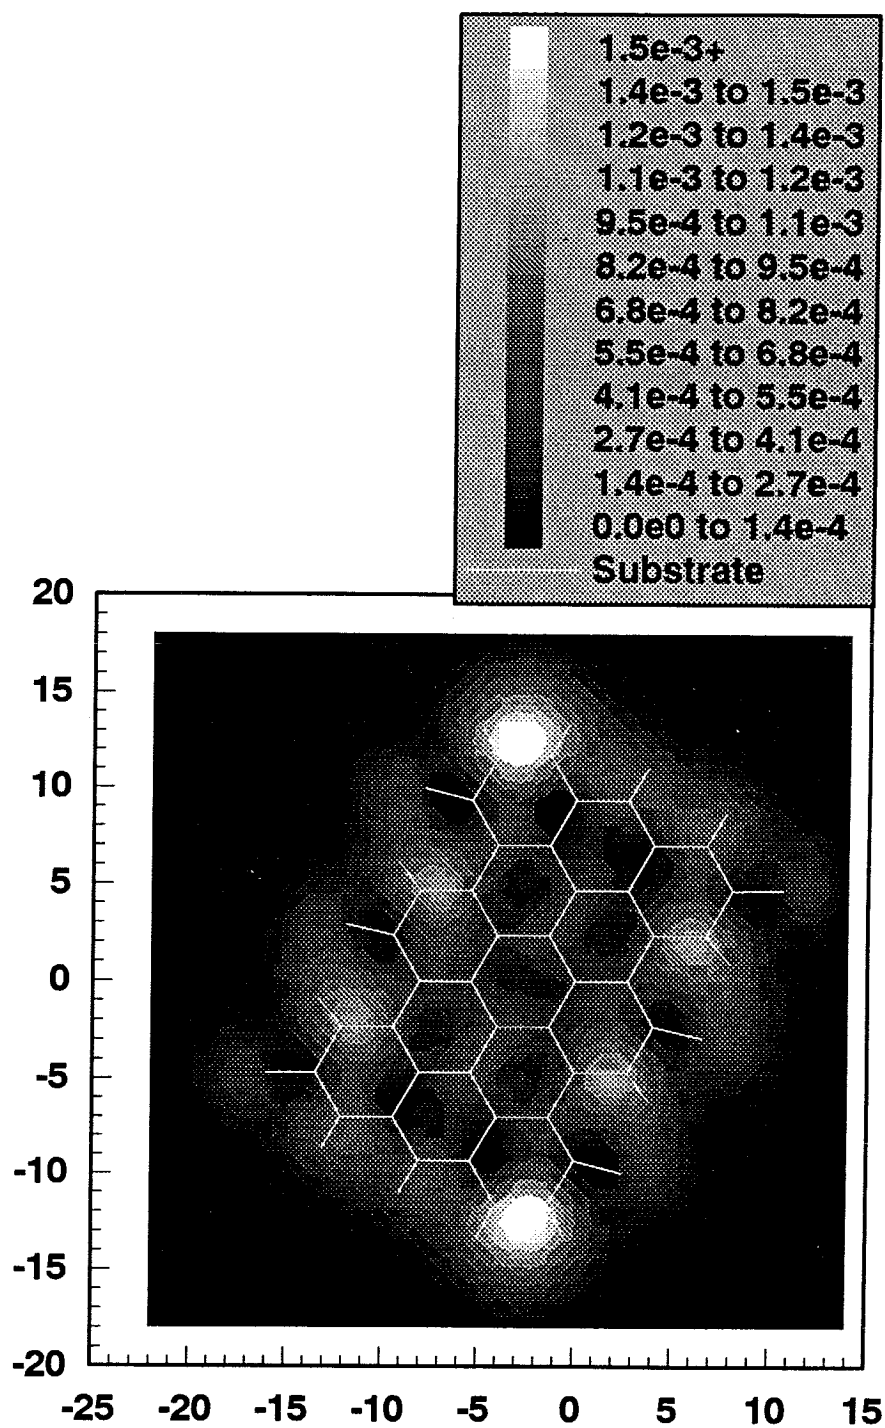 1.5e-3+
1.4e-3 to 1.5e-3
1.2e-3 to 1.4e-3
1.1e-3 to 1.2e-3
9.5e-4 to 1.1e-3
8.2e-4 to 9.5e-4
6.8e-4 to 8.2e-4
5.5e-4 to 6.8e-4
4.1e-4 to 5.5e-4
2.7e-4 to 4.1e-4
1.4e-4 to 2.7e-4
0.0e0 to 1.4e-4
Substrate
20
15
10
5
0
-5
-10
-15
-20
-25 -20 -15 -10 -5 0 5 10 15